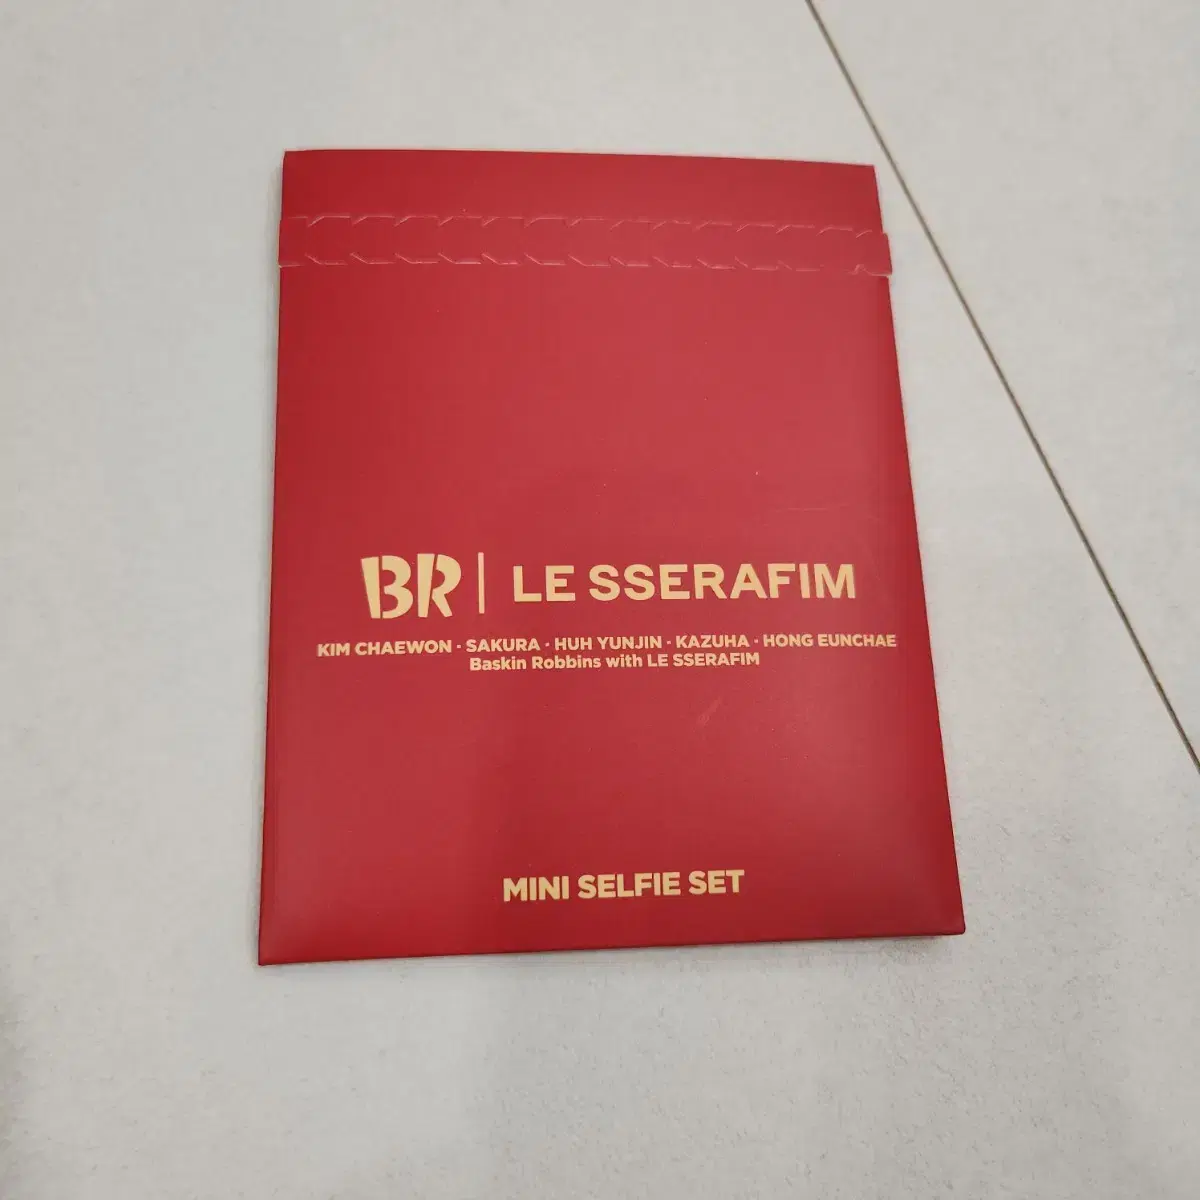 BR | LE SSERAFIM
KIM CHAEWON · SAKURA · HUH YUNJIN · KAZUHA · HONG EUNCHAE
Baskin Robbins with LE SSERAFIM
MINI SELFIE SET